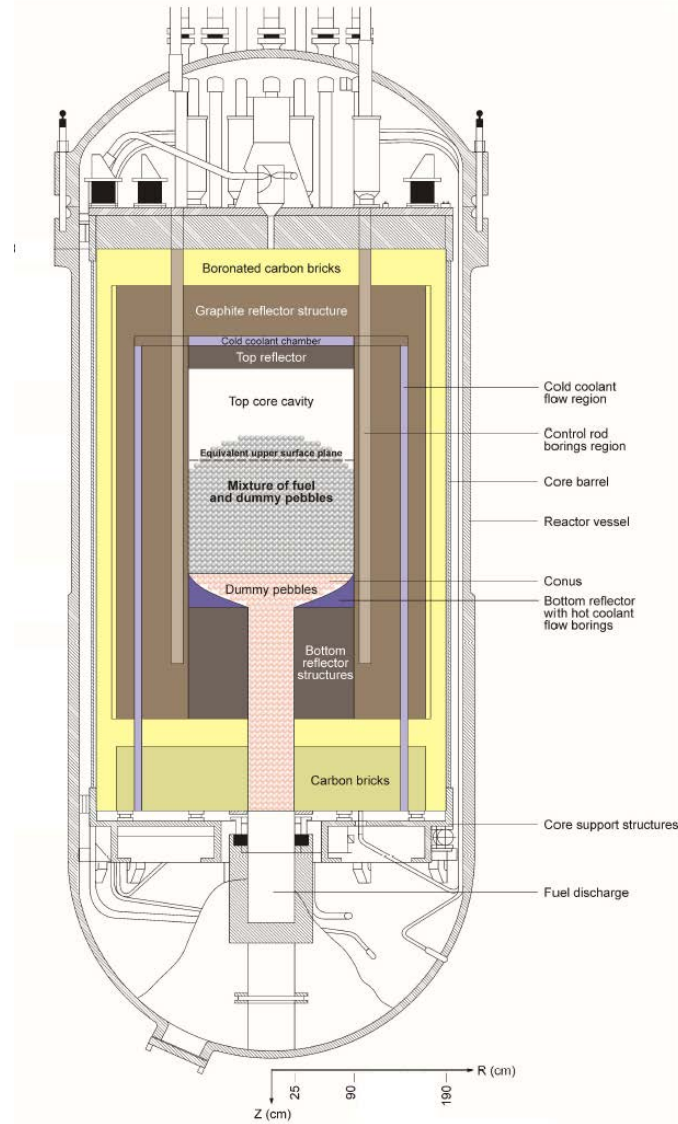 Boronated carbon bricks
Graphite reflector structure
Cold coolant chamber
Top reflector
Top core cavity
Equivalent upper surface plane
Mixture of fuel
and dummy pebbles
Dummy pebbles
Bottom
reflector
structures
Carbon bricks
Cold coolant
flow region
Control rod
borings region
Core barrel
Reactor vessel
Conus
Bottom reflector
with hot coolant
flow borings
Core support structures
Fuel discharge
R (cm)
25
90
190
Z (cm)